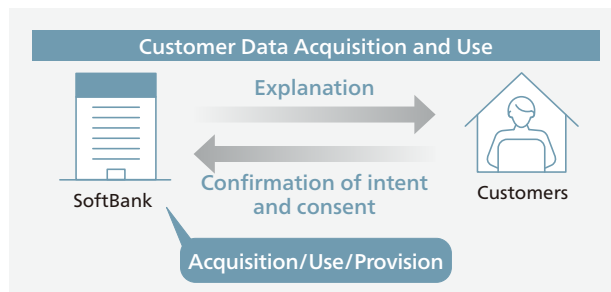 Customer Data Acquisition and Use
Explanation
Confirmation of intent
and consent
SoftBank
Customers
Acquisition/Use/Provision